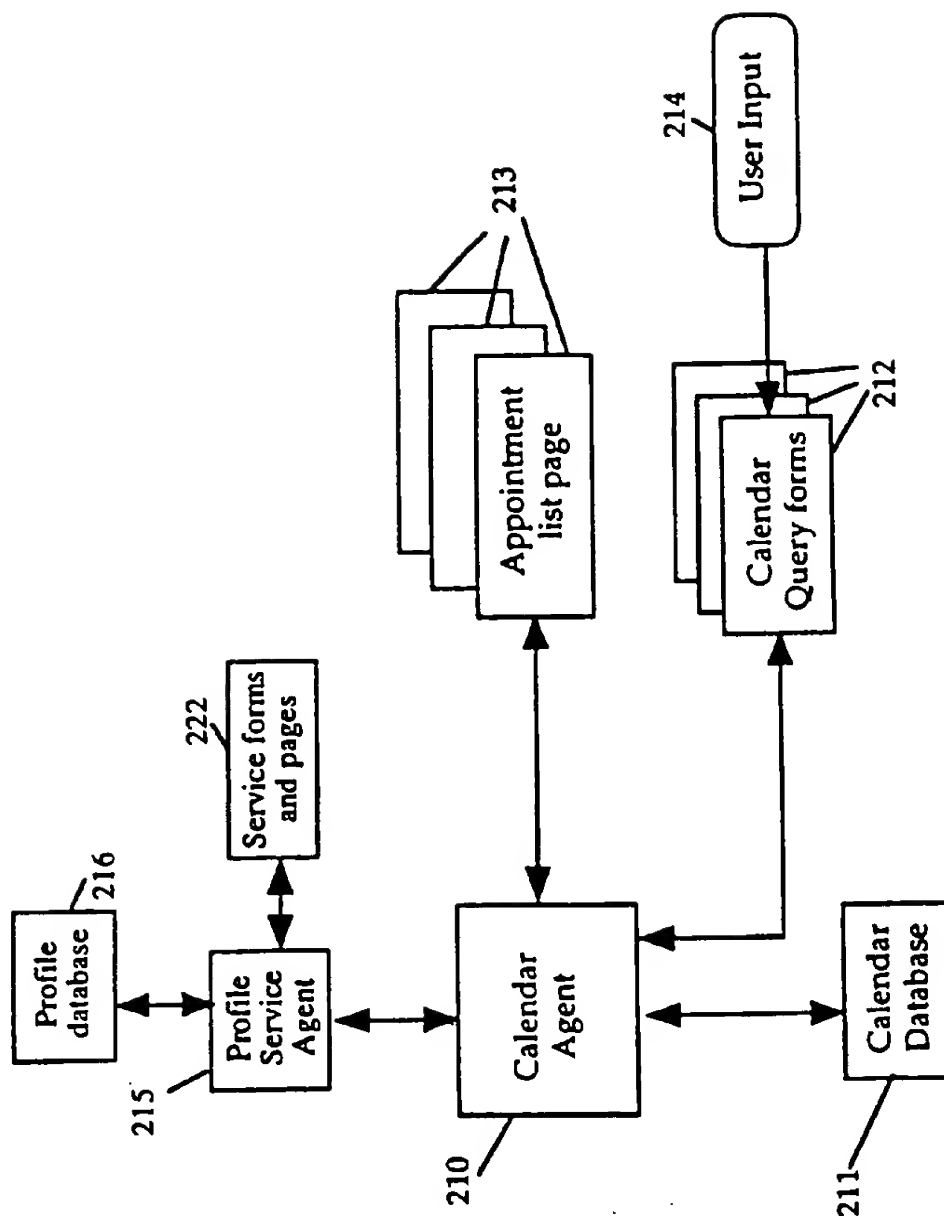 216
Profile
database
222
Service forms
and pages
215
Profile
Service
Agent
213
Appointment
list page
214
User Input
210
Calendar
Agent
Calendar
Query forms
212
211
Calendar
Database